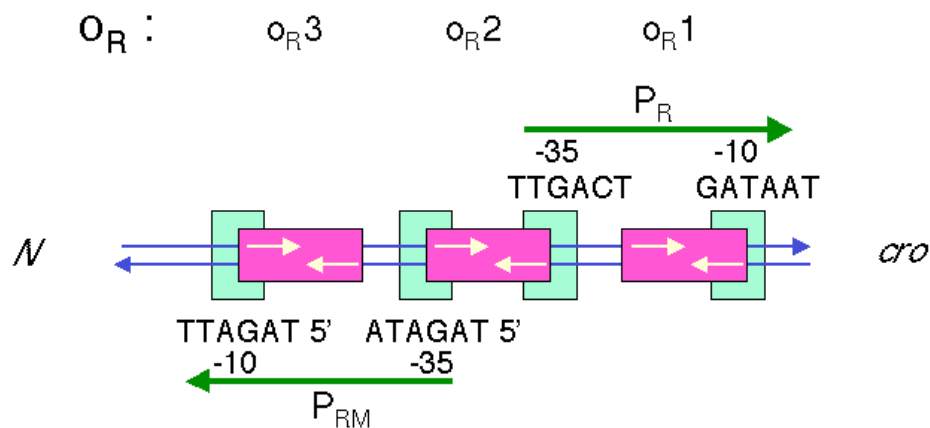 oR : oR3 oR2 oR1
PR
-35 -10
TTGACT GATAAT
N cro
TTAGAT 5' ATAGAT 5'
-10 -35
PRM